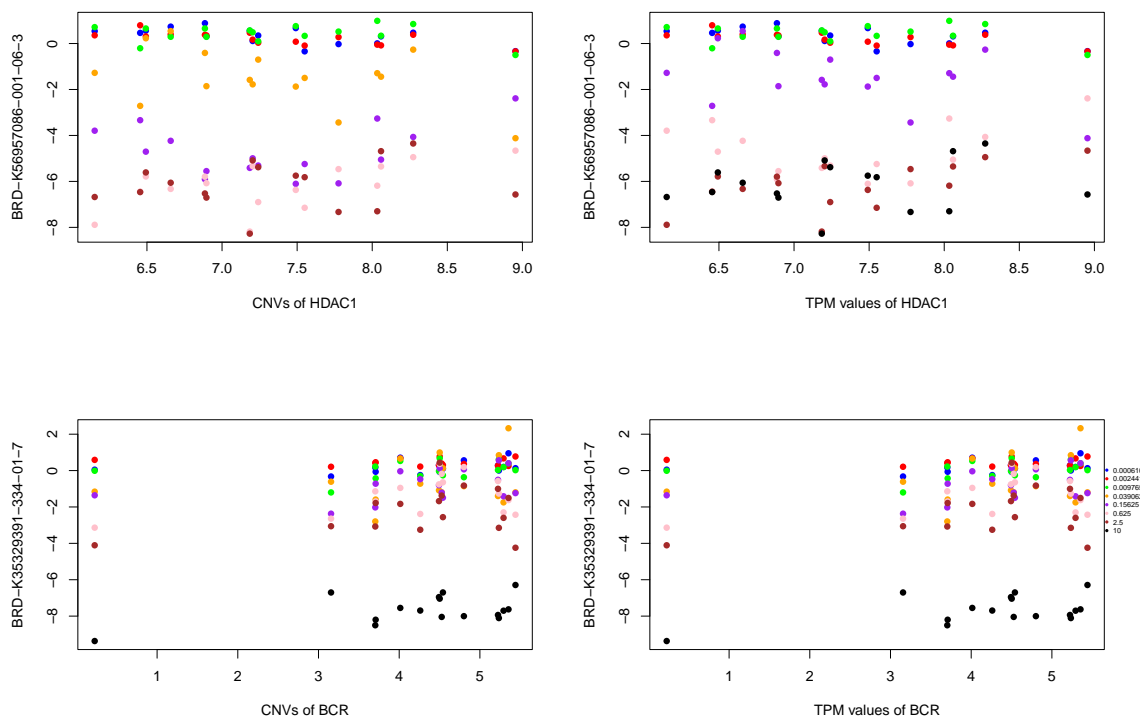 BRD−K56957086−001−06−3
0
−2
−4
−6
−8
6.5 7.0 7.5 8.0 8.5 9.0
CNVs of HDAC1
BRD−K56957086−001−06−3
0
−2
−4
−6
−8
6.5 7.0 7.5 8.0 8.5 9.0
TPM values of HDAC1
BRD−K35329391−334−01−7
2
0
−2
−4
−6
−8
1 2 3 4 5
CNVs of BCR
BRD−K35329391−334−01−7
2
0
−2
−4
−6
−8
1 2 3 4 5
TPM values of BCR
0.00244
0.15625
0.625
2.5
10